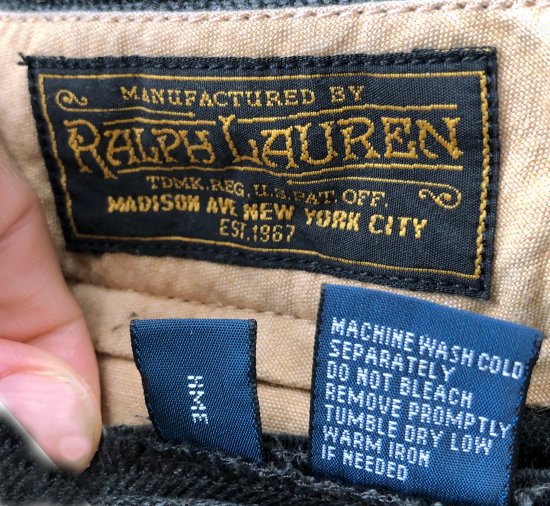 MANUFACTURED BY
RALPH LAUREN
TDMK. REG. U.S. PAT. OFF.
MADISON AVE NEW YORK CITY
EST. 1967
HME
MACHINE WASH COLD
SEPARATELY
DO NOT BLEACH
REMOVE PROMPTLY
TUMBLE DRY LOW
WARM IRON
IF NEEDED